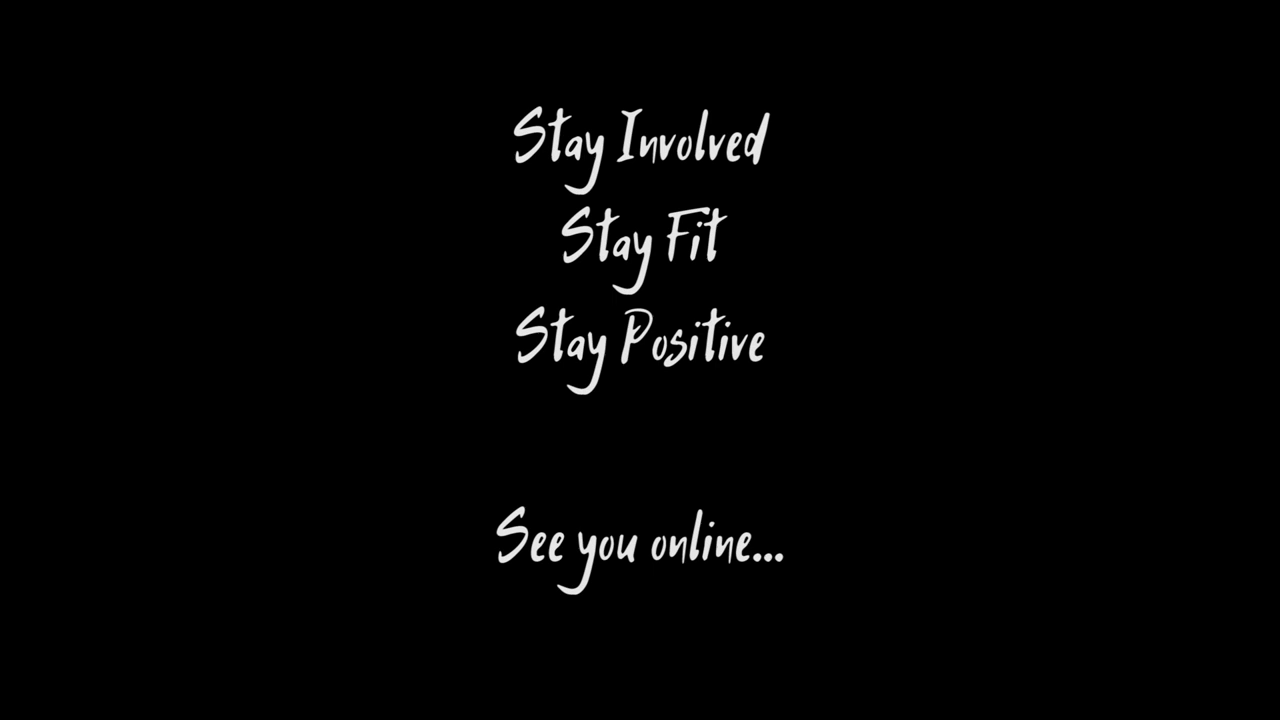 Stay Involved
Stay Fit
Stay Positive
See you online...